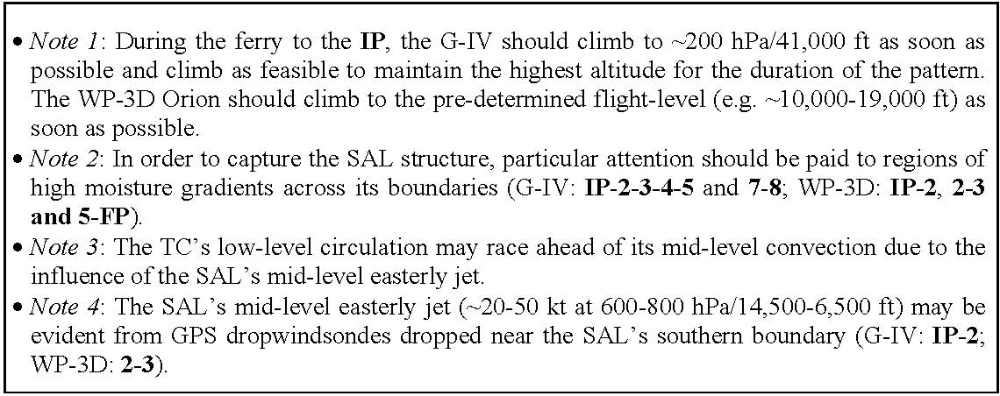 • Note 1: During the ferry to the IP, the G-IV should climb to ~200 hPa/41,000 ft as soon as
possible and climb as feasible to maintain the highest altitude for the duration of the pattern.
The WP-3D Orion should climb to the pre-determined flight-level (e.g. ~10,000-19,000 ft) as
soon as possible.
• Note 2: In order to capture the SAL structure, particular attention should be paid to regions of
high moisture gradients across its boundaries (G-IV: IP-2-3-4-5 and 7-8; WP-3D: IP-2, 2-3
and 5-FP).
• Note 3: The TC’s low-level circulation may race ahead of its mid-level convection due to the
influence of the SAL’s mid-level easterly jet.
• Note 4: The SAL’s mid-level easterly jet (~20-50 kt at 600-800 hPa/14,500-6,500 ft) may be
evident from GPS dropwindsondes dropped near the SAL’s southern boundary (G-IV: IP-2;
WP-3D: 2-3).